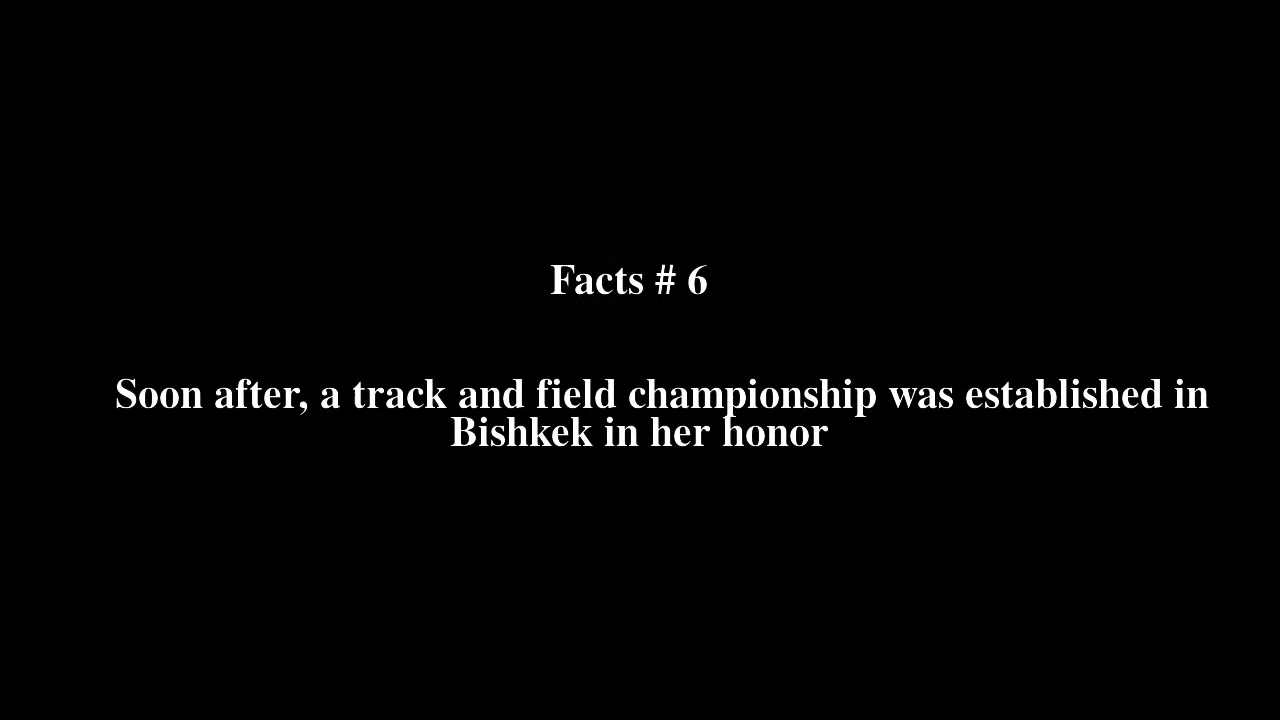 Facts # 6
Soon after, a track and field championship was established in
Bishkek in her honor